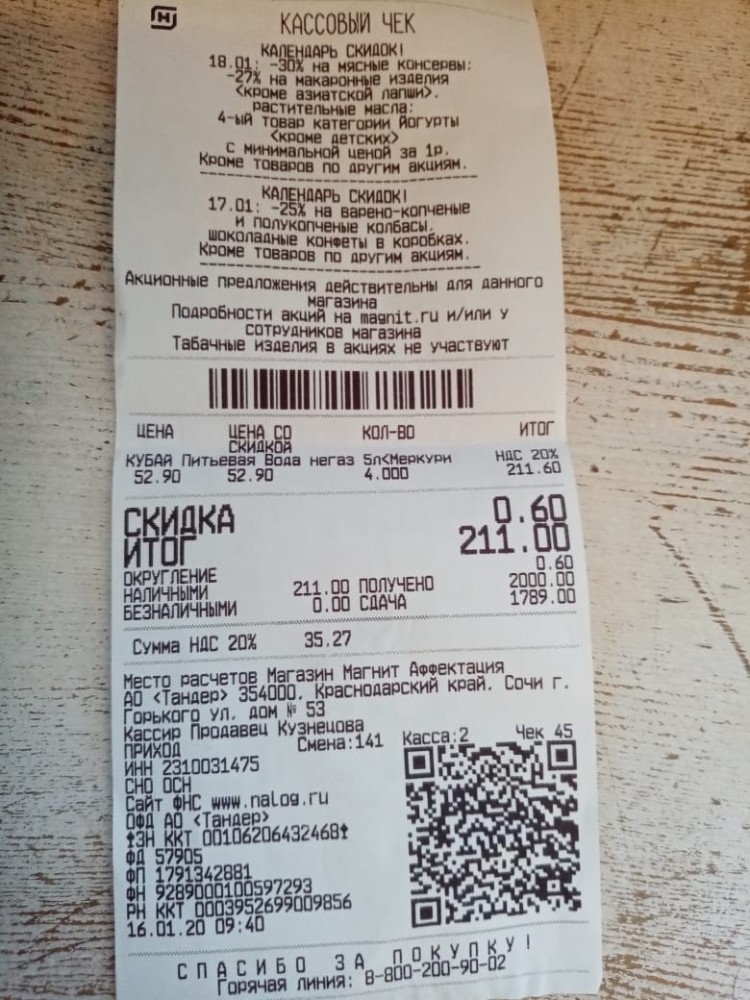 КАССОВЫЙ ЧЕК
КАЛЕНДАРЬ СКИДОК!
18.01: -30% на мясные консервы:
-27% на макаронные изделия
<кроме азиатской лапши>.
растительные масла:
4-ый товар категории йогурты
<кроме детских>
с минимальной ценой за 1р.
Кроме товаров по другим акциям.
КАЛЕНДАРЬ СКИДОК!
17.01: -25% на варено-копченые
и полукопченые колбасы.
шоколадные конфеты в коробках.
Кроме товаров по другим акциям.
Акционные предложения действительны для данного
магазина
Подробности акций на magnit.ru и/или у
сотрудников магазина
Табачные изделия в акциях не участвуют
ЦЕНА ЦЕНА СО СКИДКОЙ КОЛ-ВО ИТОГ
КУБАЙ Питьевая Вода негаз 5л<Меркури НДС 20%
52.90 52.90 4.000 211.60
СКИДКА 0.60
ИТОГ 211.00
ОКРУГЛЕНИЕ 0.60
НАЛИЧНЫМИ 211.00 ПОЛУЧЕНО 2000.00
БЕЗНАЛИЧНЫМИ 0.00 СДАЧА 1789.00
Сумма НДС 20% 35.27
Место расчетов Магазин Магнит Аффектация
АО <Тандер> 354000, Краснодарский край, Сочи г.
Горького ул, дом № 53
Кассир Продавец Кузнецова
ПРИХОД Смена:141 Касса:2 Чек 45
ИНН 2310031475
СНО ОСН
Сайт ФНС www.nalog.ru
ОФД АО <Тандер>
ЗН ККТ 00106206432468
ФД 57905
ФП 1791342881
ФН 9289000100597293
РН ККТ 0003952699009856
16.01.20 09:40
СПАСИБО ЗА ПОКУПКУ!
Горячая линия: 8-800-200-90-02